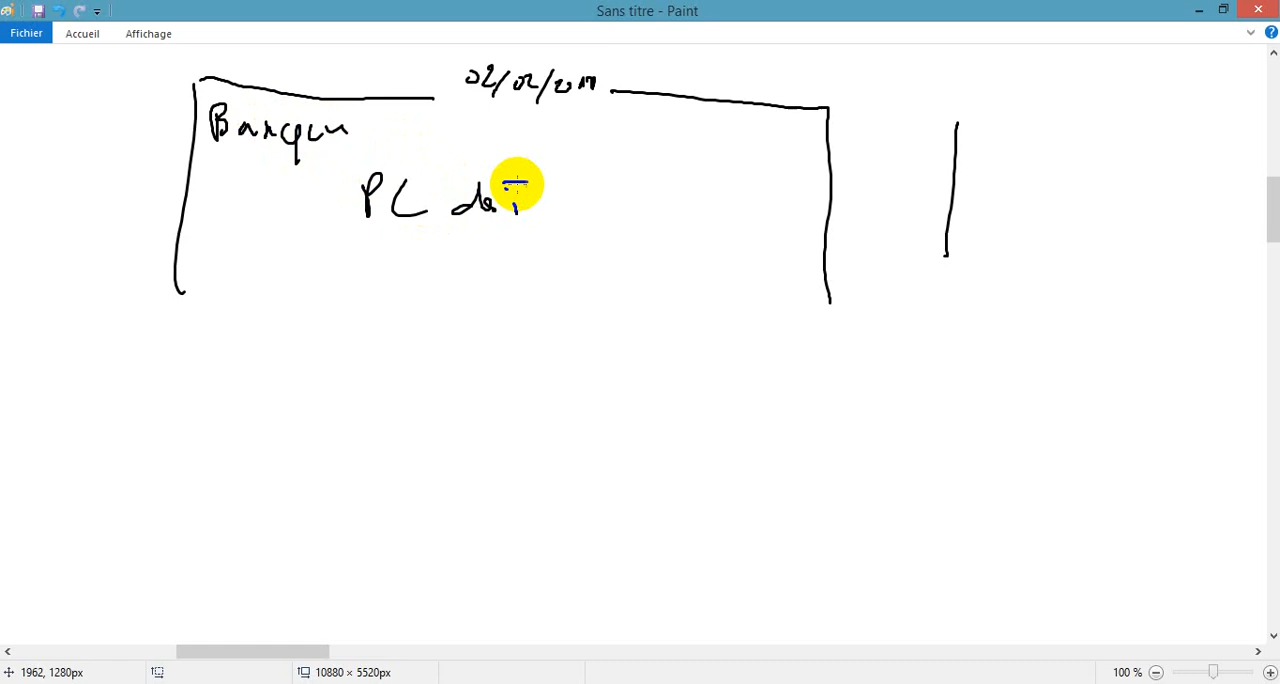 Sans titre - Paint
Fichier Accueil Affichage
02/02/2017
Banque
PC de T
1962, 1280px 10880 × 5520px 100 %